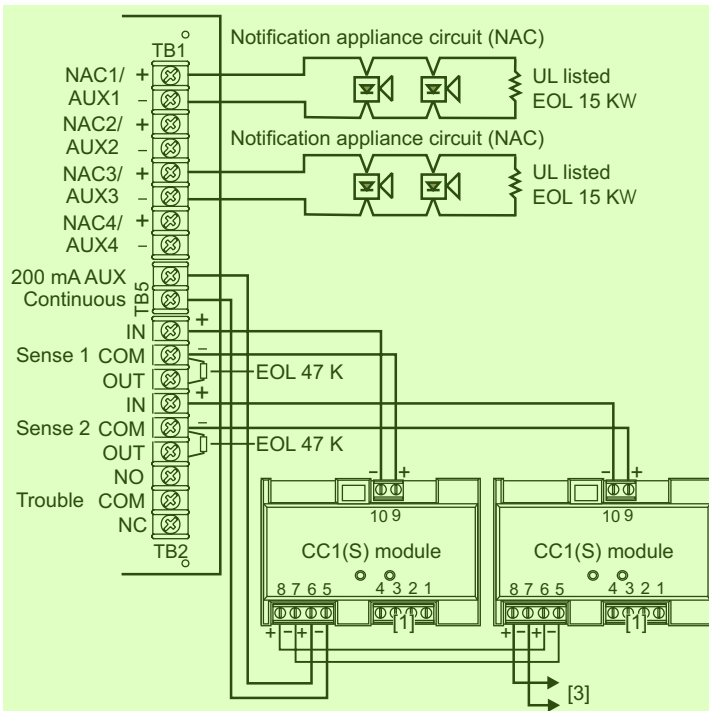 Notification appliance circuit (NAC)
TB1
NAC1/ +
AUX1 –
UL listed
EOL 15 KW
NAC2/ +
AUX2 –
Notification appliance circuit (NAC)
NAC3/ +
AUX3 –
UL listed
EOL 15 KW
NAC4/ +
AUX4 –
200 mA AUX
Continuous
TB5
+
IN
Sense 1 COM –
OUT
EOL 47 K
+
IN
Sense 2 COM –
OUT
EOL 47 K
NO
Trouble COM
NC
TB2
– +
10 9
CC1(S) module
8 7 6 5 4 3 2 1
[1]
+ – + –
– +
10 9
CC1(S) module
8 7 6 5 4 3 2 1
[1]
+ – + –
[3]